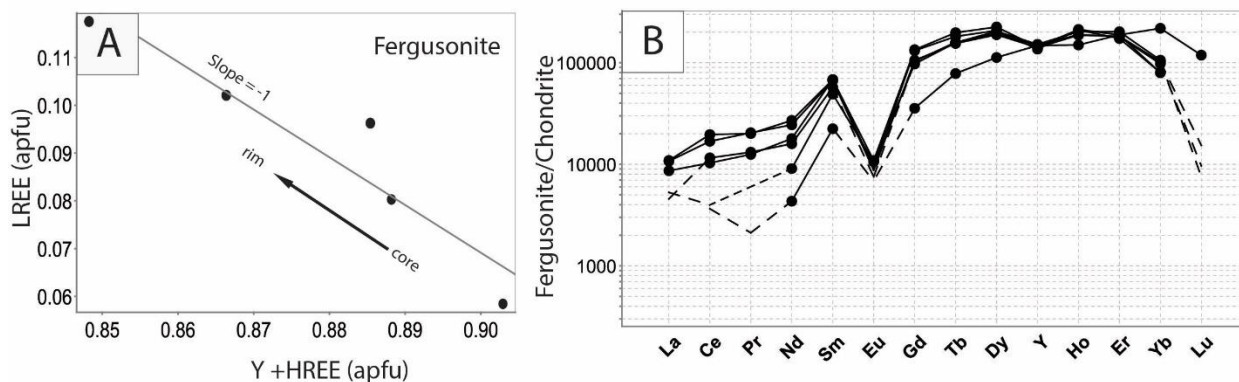 A
Fergusonite
Slope = -1
rim
core
LREE (apfu)
0.11
0.10
0.09
0.08
0.07
0.06
0.85 0.86 0.87 0.88 0.89 0.90
Y +HREE (apfu)
B
Fergusonite/Chondrite
100000
10000
1000
La Ce Pr Nd Sm Eu Gd Tb Dy Y Ho Er Yb Lu